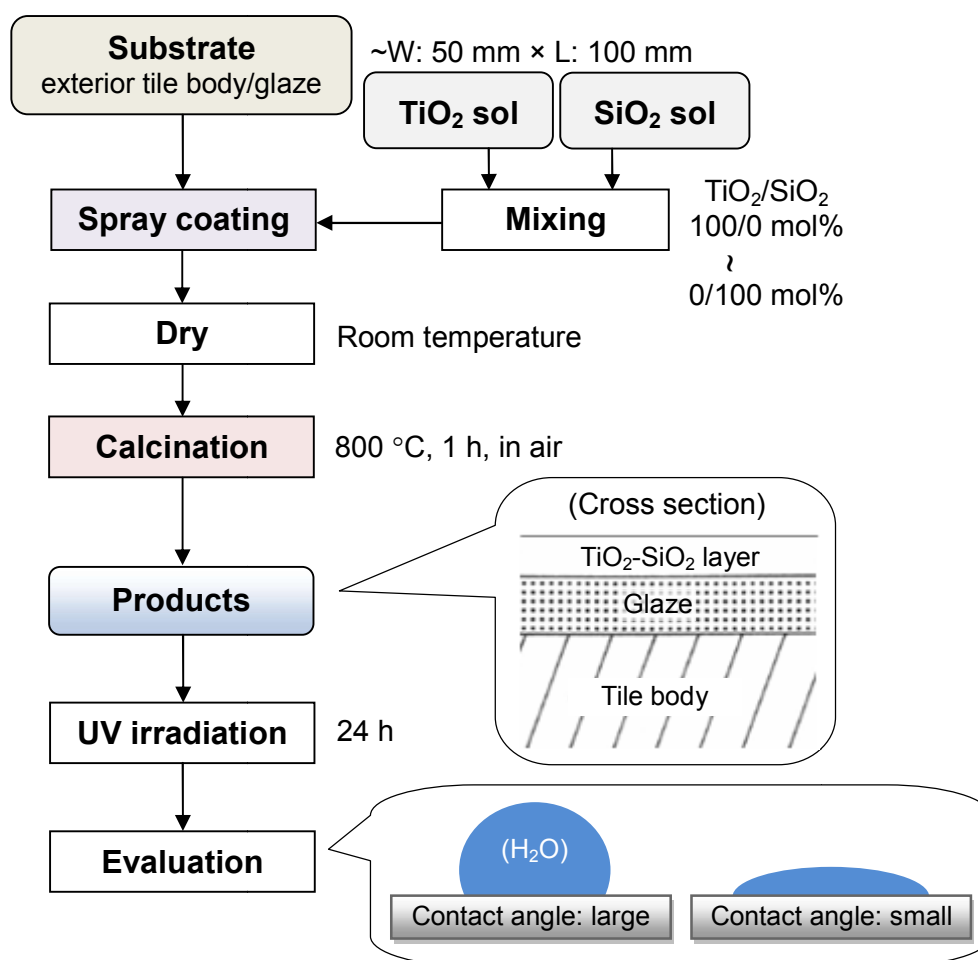 Substrate
exterior tile body/glaze
~W: 50 mm × L: 100 mm
TiO₂ sol
SiO₂ sol
Spray coating
Mixing
TiO₂/SiO₂
100/0 mol%
~
0/100 mol%
Dry
Room temperature
Calcination
800 °C, 1 h, in air
Products
(Cross section)
TiO₂-SiO₂ layer
Glaze
Tile body
UV irradiation
24 h
Evaluation
(H₂O)
Contact angle: large
Contact angle: small